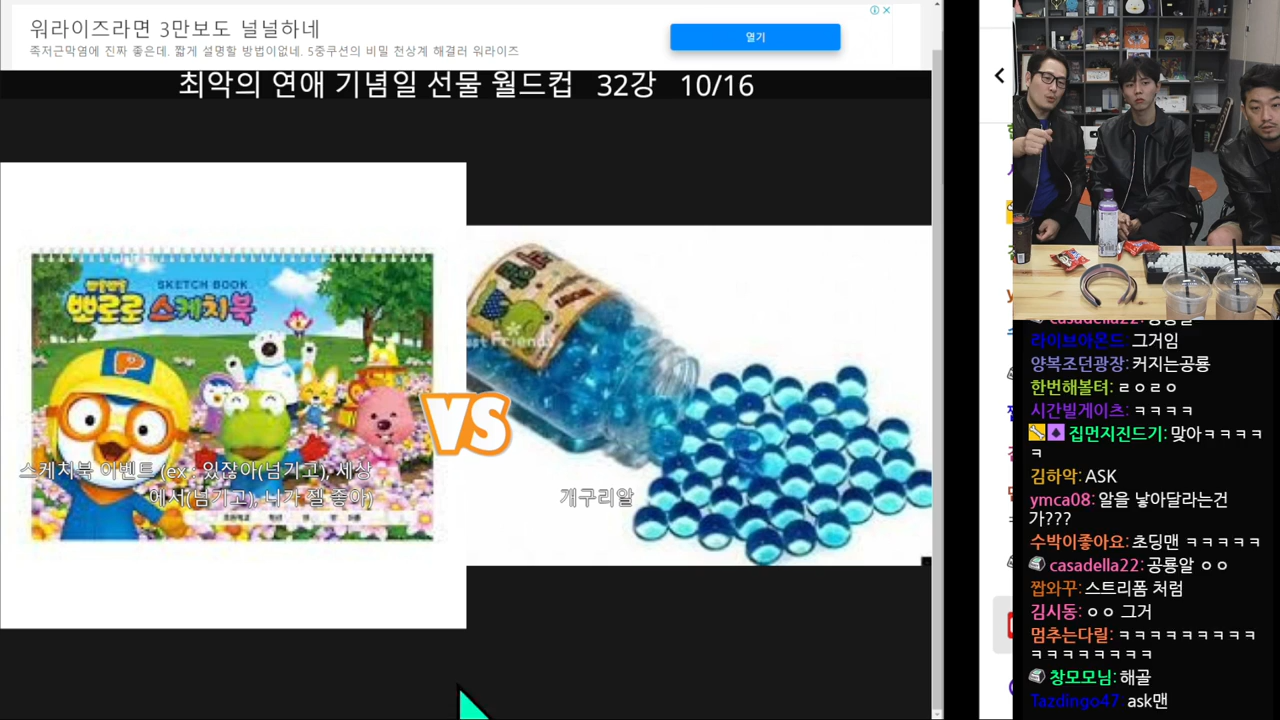 워라이즈라면 3만보도 널널하네
족저근막염에 진짜 좋은데. 짧게 설명할 방법이없네. 5중쿠션의 비밀 천상계 해결러 워라이즈
열기
최악의 연애 기념일 선물 월드컵 32강 10/16
SKETCH BOOK
뽀로로 스케치북
P
VS
스케치북 이벤트 (ex : 있잖아(넘기고), 세상
에서(넘기고), 니가 젤 좋아)
개구리알
casadella22: 공룡알
라이브아몬드: 그거임
양복조던광장: 커지는공룡
한번해볼텨: ㄹㅇㄹㅇ
시간빌게이츠: ㅋㅋㅋㅋ
집먼지진드기: 맞아ㅋㅋㅋㅋ
ㅋ
김하악: ASK
ymca08: 알을 낳아달라는건
가???
수박이좋아요: 초딩맨 ㅋㅋㅋㅋㅋ
casadella22: 공룡알 ㅇㅇ
짭와꾸: 스트리폼 처럼
김시동: ㅇㅇ 그거
멈추는다릴: ㅋㅋㅋㅋㅋㅋㅋㅋㅋ
ㅋㅋㅋㅋㅋㅋㅋㅋ
창모모님: 해골
Tazdingo47: ask맨